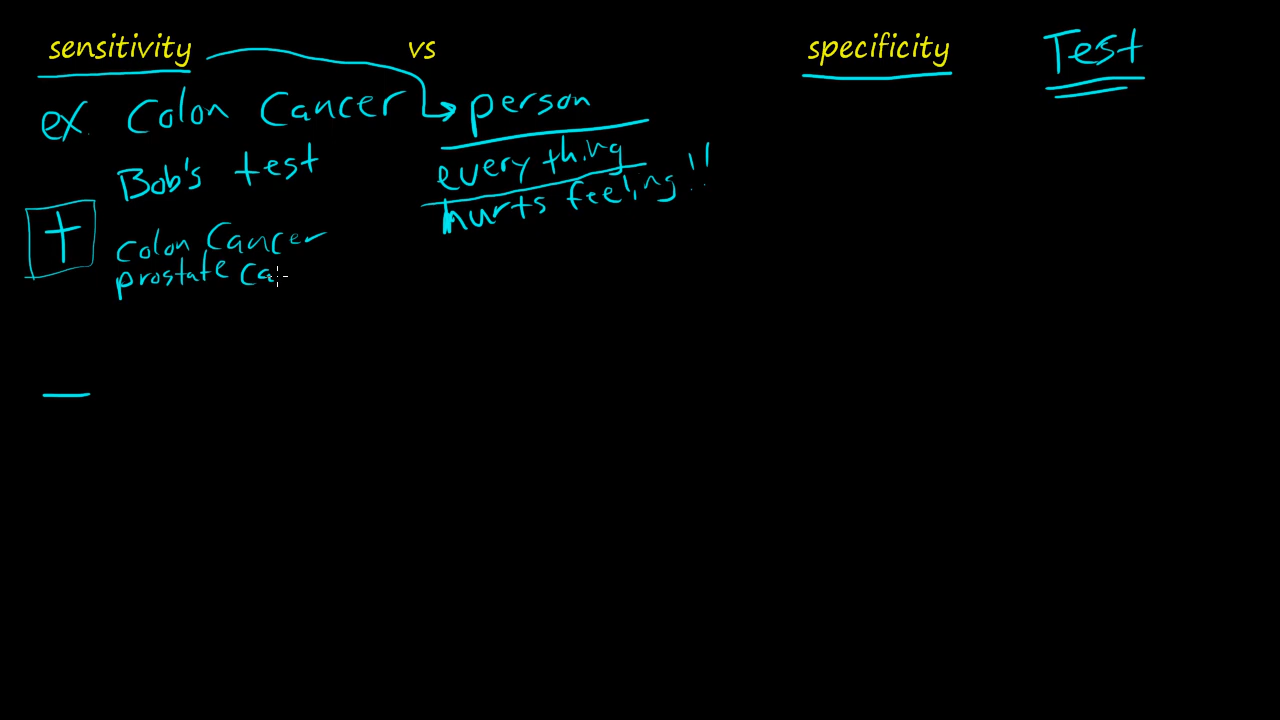 sensitivity vs specificity Test
ex. Colon Cancer person
Bob's test every thing
hurts feeling!!
+ Colon Cancer
prostate Ca
—